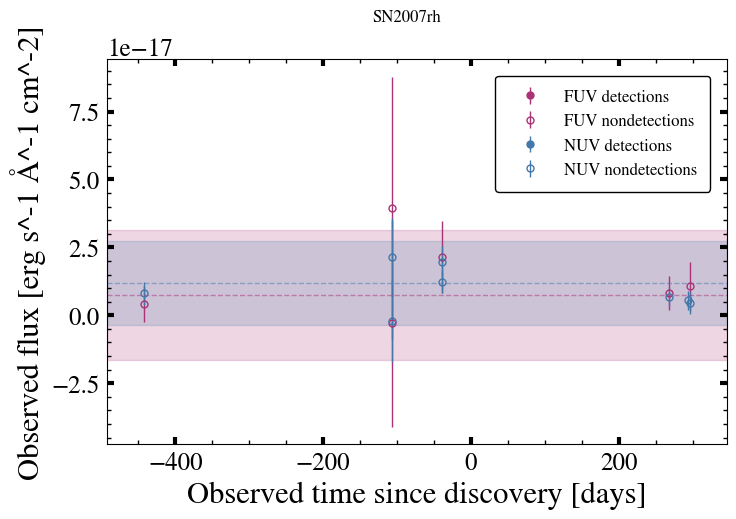 SN2007rh
1e−17
Observed flux [erg s^-1 Å^-1 cm^-2]
7.5
5.0
2.5
0.0
−2.5
FUV detections
FUV nondetections
NUV detections
NUV nondetections
−400
−200
0
200
Observed time since discovery [days]